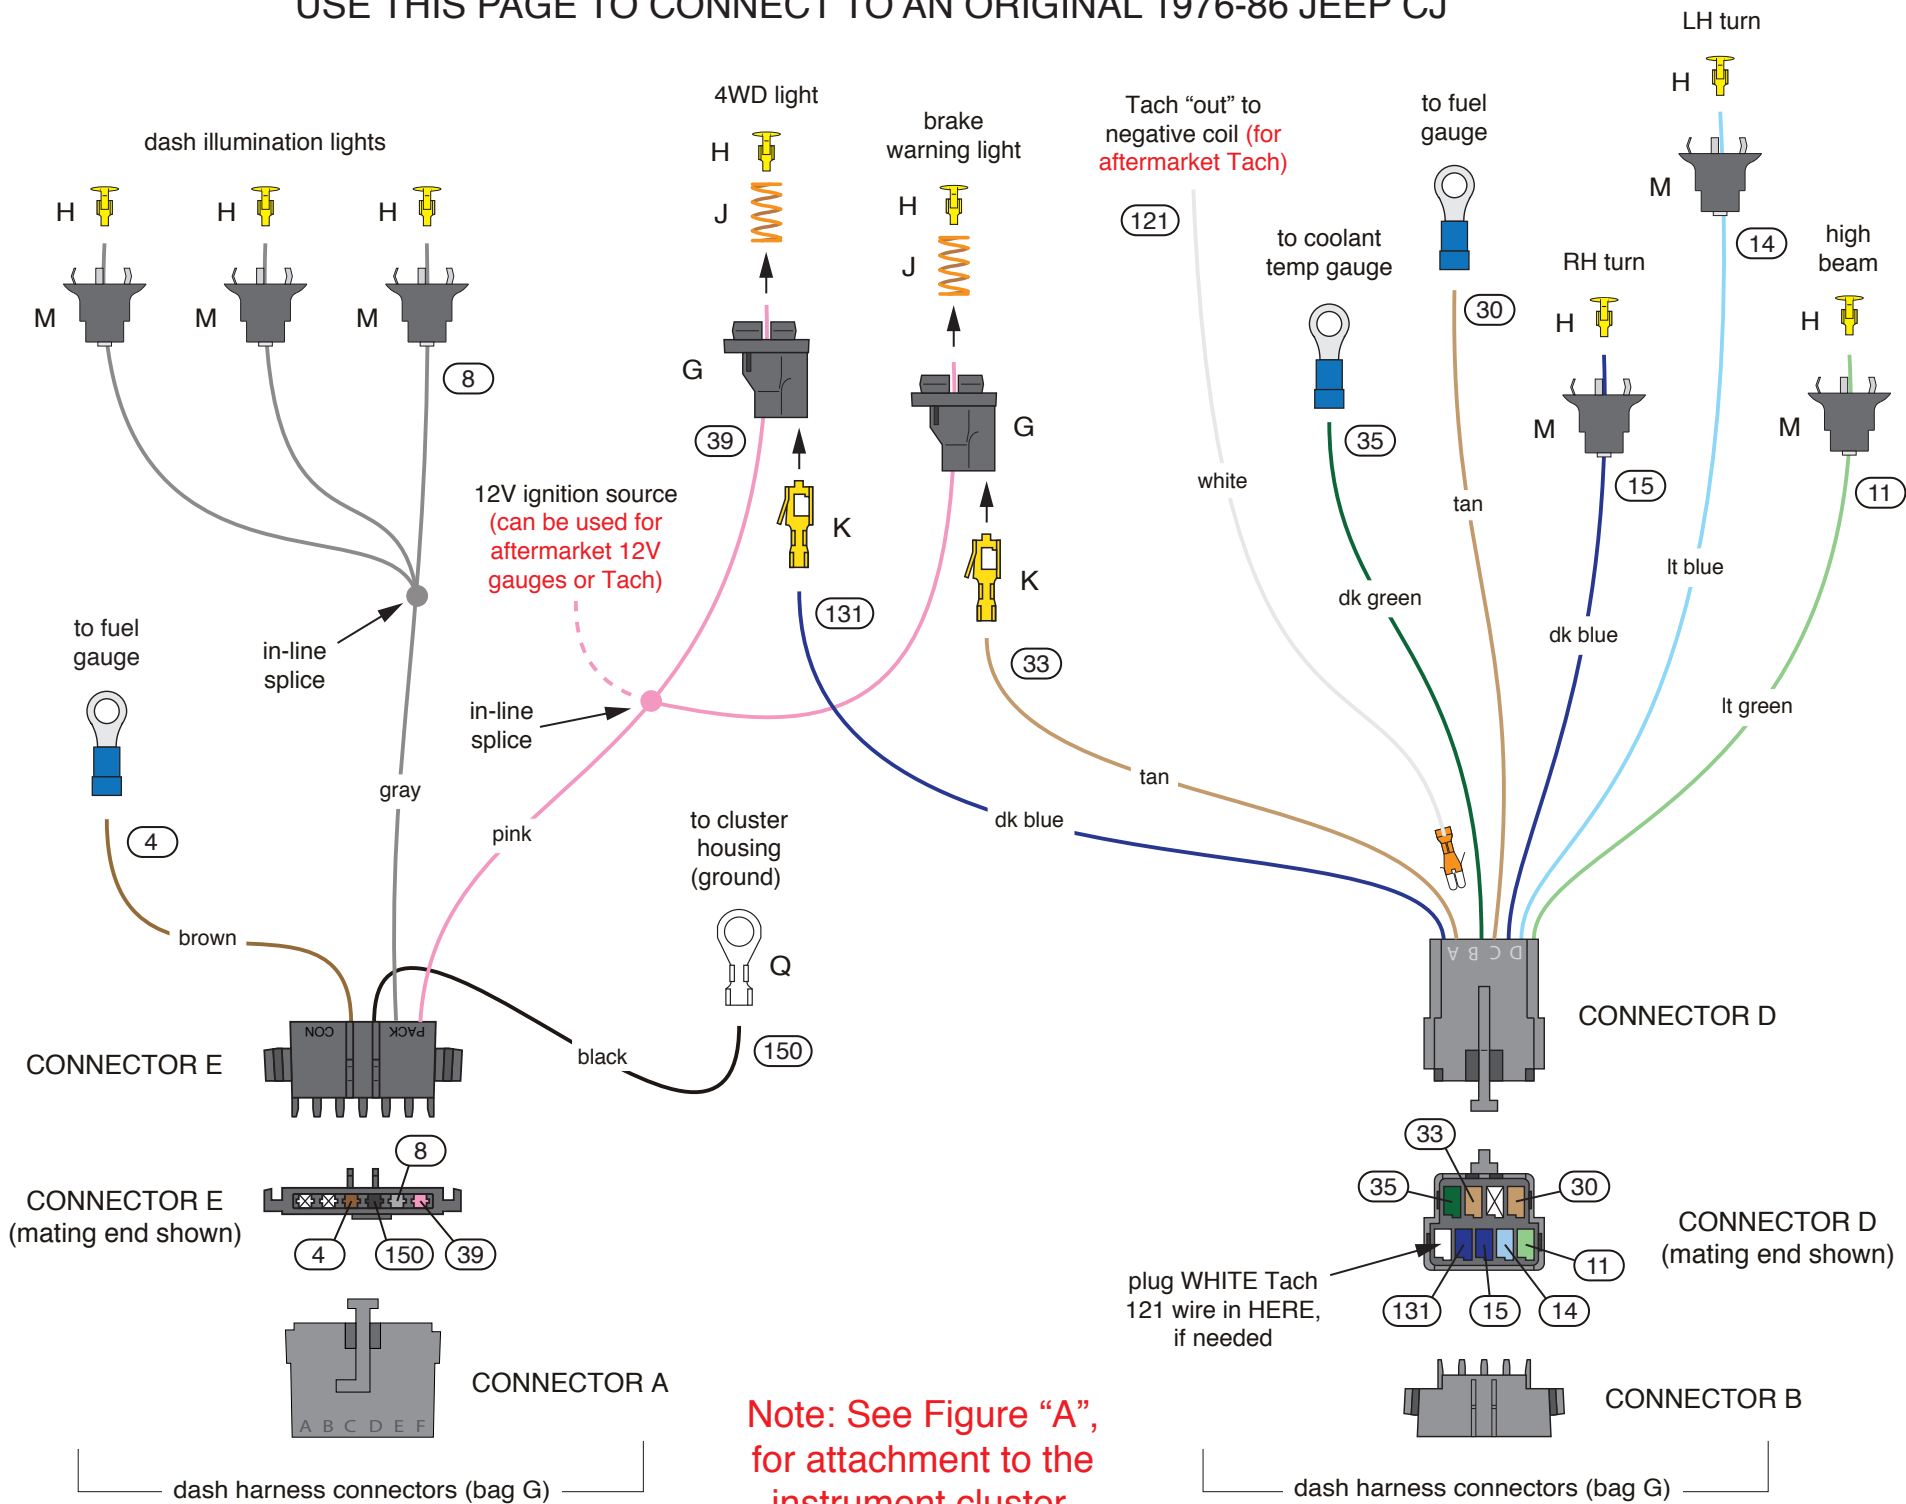 USE THIS PAGE TO CONNECT TO AN ORIGINAL 1976-86 JEEP CJ
LH turn
H
M
14
4WD light
H
J
G
39
K
131
brake
warning light
H
J
G
K
33
Tach “out” to
negative coil (for
aftermarket Tach)
121
white
to fuel
gauge
30
tan
to coolant
temp gauge
35
dk green
RH turn
H
M
15
dk blue
lt blue
high
beam
H
M
11
lt green
dash illumination lights
H
H
H
M
M
M
8
12V ignition source
(can be used for
aftermarket 12V
gauges or Tach)
in-line
splice
in-line
splice
to fuel
gauge
4
brown
gray
pink
to cluster
housing
(ground)
Q
150
black
dk blue
tan
A B C D
CONNECTOR D
CON
PACK
CONNECTOR E
8
CONNECTOR E
(mating end shown)
4
150
39
33
35
30
CONNECTOR D
(mating end shown)
11
131
15
14
plug WHITE Tach
121 wire in HERE,
if needed
A B C D E F
CONNECTOR A
CONNECTOR B
Note: See Figure “A”,
for attachment to the
instrument cluster
dash harness connectors (bag G)
dash harness connectors (bag G)